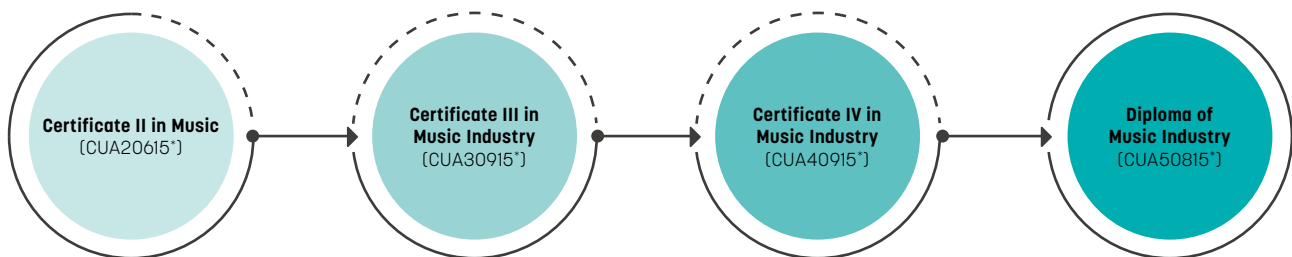 Certificate II in Music
(CUA20615*)
Certificate III in
Music Industry
(CUA30915*)
Certificate IV in
Music Industry
(CUA40915*)
Diploma of
Music Industry
(CUA50815*)